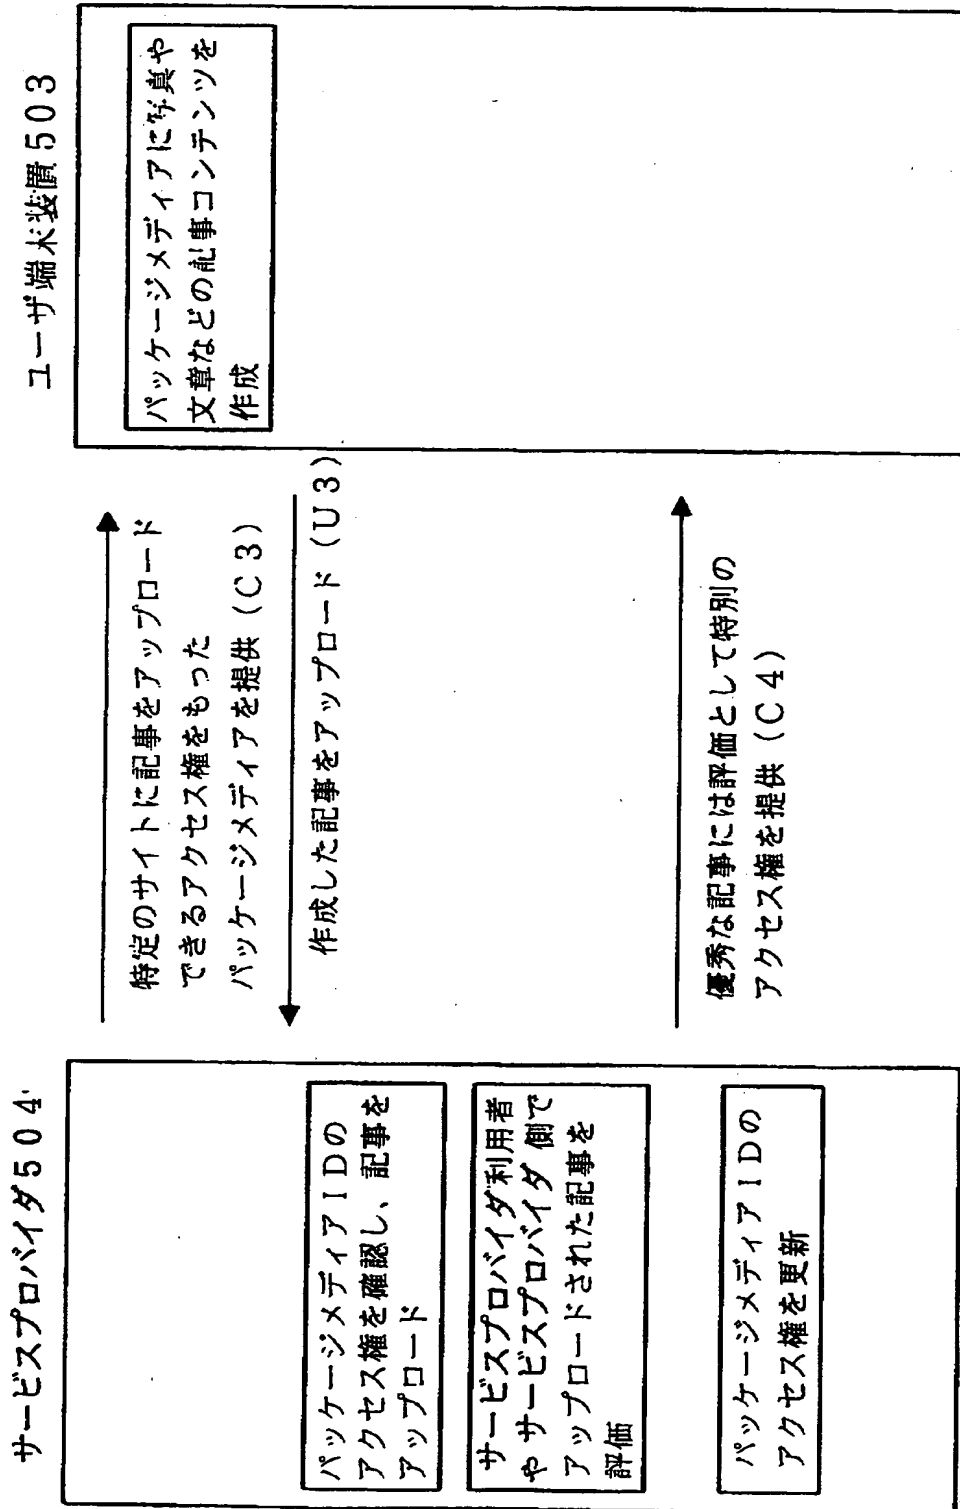 サービスプロバイダ504
ユーザ端末装置503
特定のサイトに記事をアップロード
できるアクセス権をもった
パッケージメディアを提供（C3）
パッケージメディアに写真や
文章などの記事コンテンツを
作成
作成した記事をアップロード（U3）
パッケージメディアIDの
アクセス権を確認し、記事を
アップロード
サービスプロバイダ利用者
やサービスプロバイダ側で
アップロードされた記事を
評価
優秀な記事には評価として特別の
アクセス権を提供（C4）
パッケージメディアIDの
アクセス権を更新